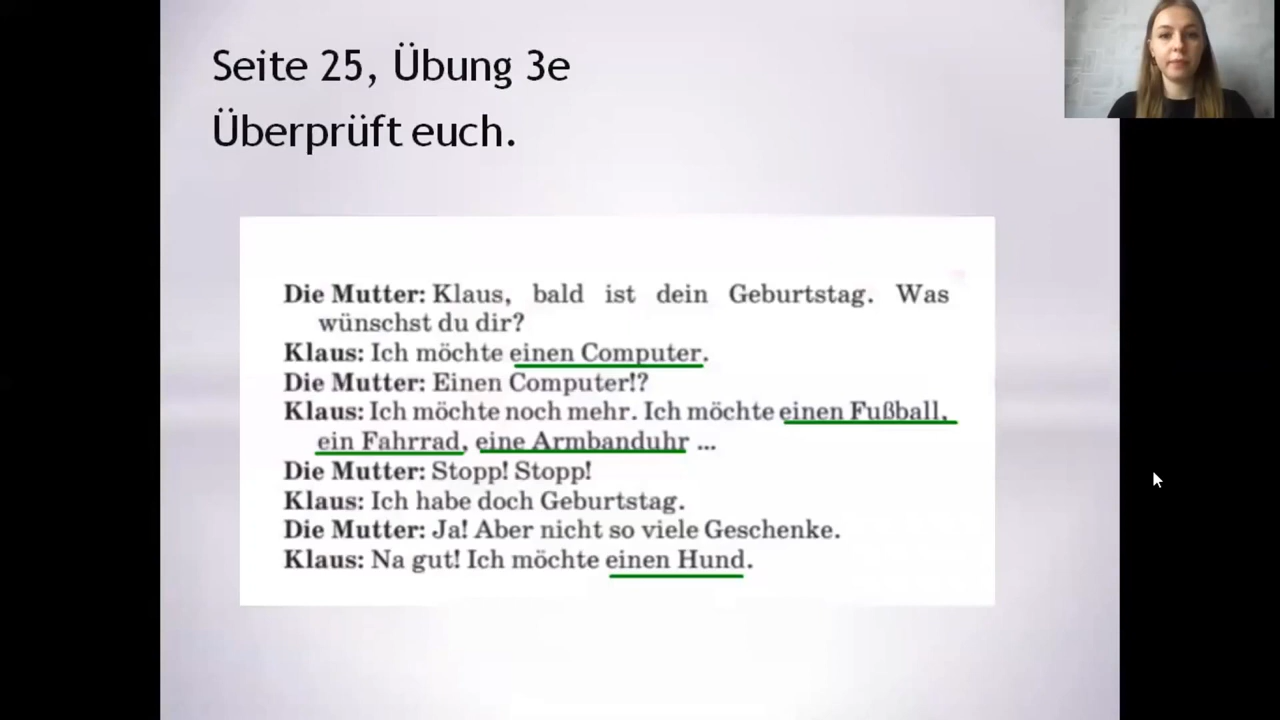 Seite 25, Übung 3e
Überprüft euch.
Die Mutter: Klaus, bald ist dein Geburtstag. Was
wünschst du dir?
Klaus: Ich möchte einen Computer.
Die Mutter: Einen Computer!?
Klaus: Ich möchte noch mehr. Ich möchte einen Fußball,
ein Fahrrad, eine Armbanduhr ...
Die Mutter: Stopp! Stopp!
Klaus: Ich habe doch Geburtstag.
Die Mutter: Ja! Aber nicht so viele Geschenke.
Klaus: Na gut! Ich möchte einen Hund.